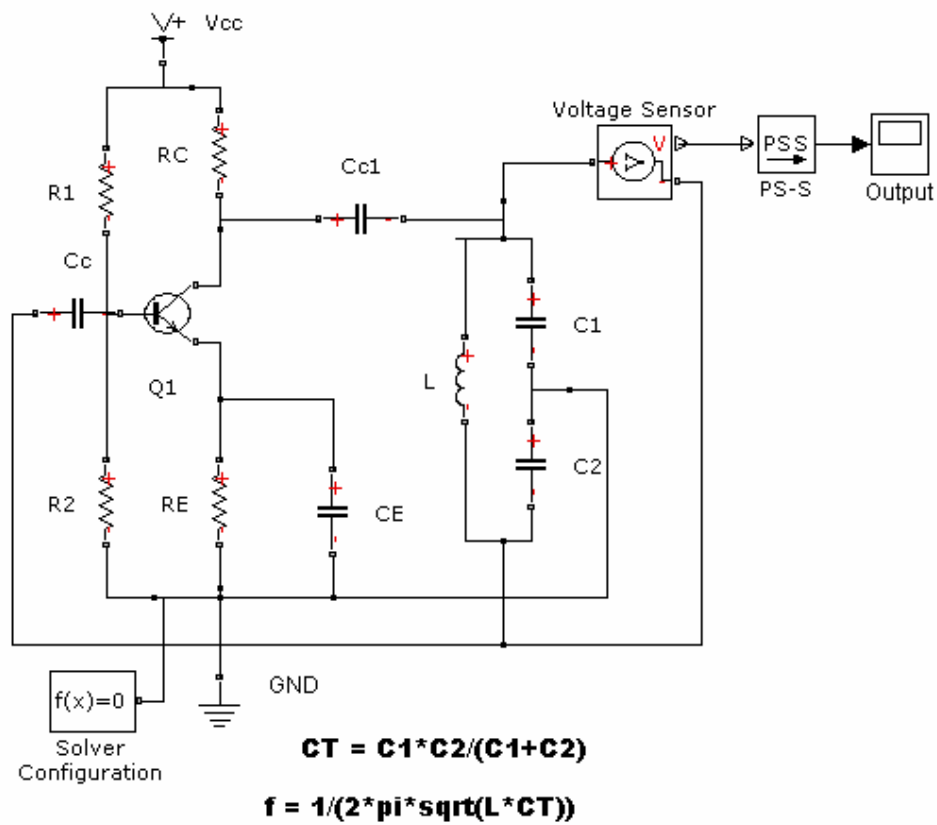 V+ Vcc
Voltage Sensor
RC
Cc1
V
PSS
PS-S
Output
R1
Cc
C1
L
Q1
C2
R2
RE
CE
GND
f(x)=0
Solver
Configuration
CT = C1*C2/(C1+C2)
f = 1/(2*pi*sqrt(L*CT))